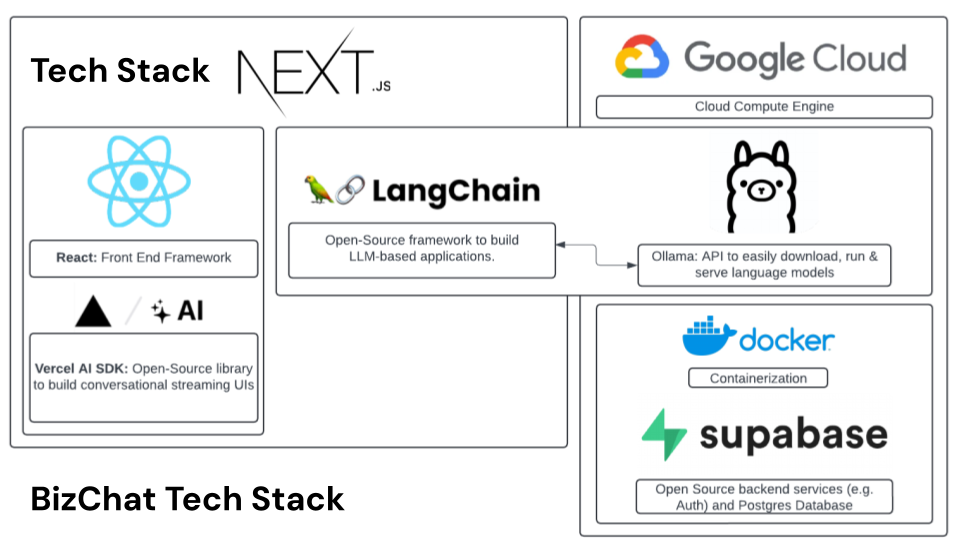 Tech Stack
NEXT.JS
React: Front End Framework
AI
Vercel AI SDK: Open-Source library
to build conversational streaming UIs
LangChain
Open-Source framework to build
LLM-based applications.
Google Cloud
Cloud Compute Engine
Ollama: API to easily download, run &
serve language models
docker
Containerization
supabase
Open Source backend services (e.g.
Auth) and Postgres Database
BizChat Tech Stack